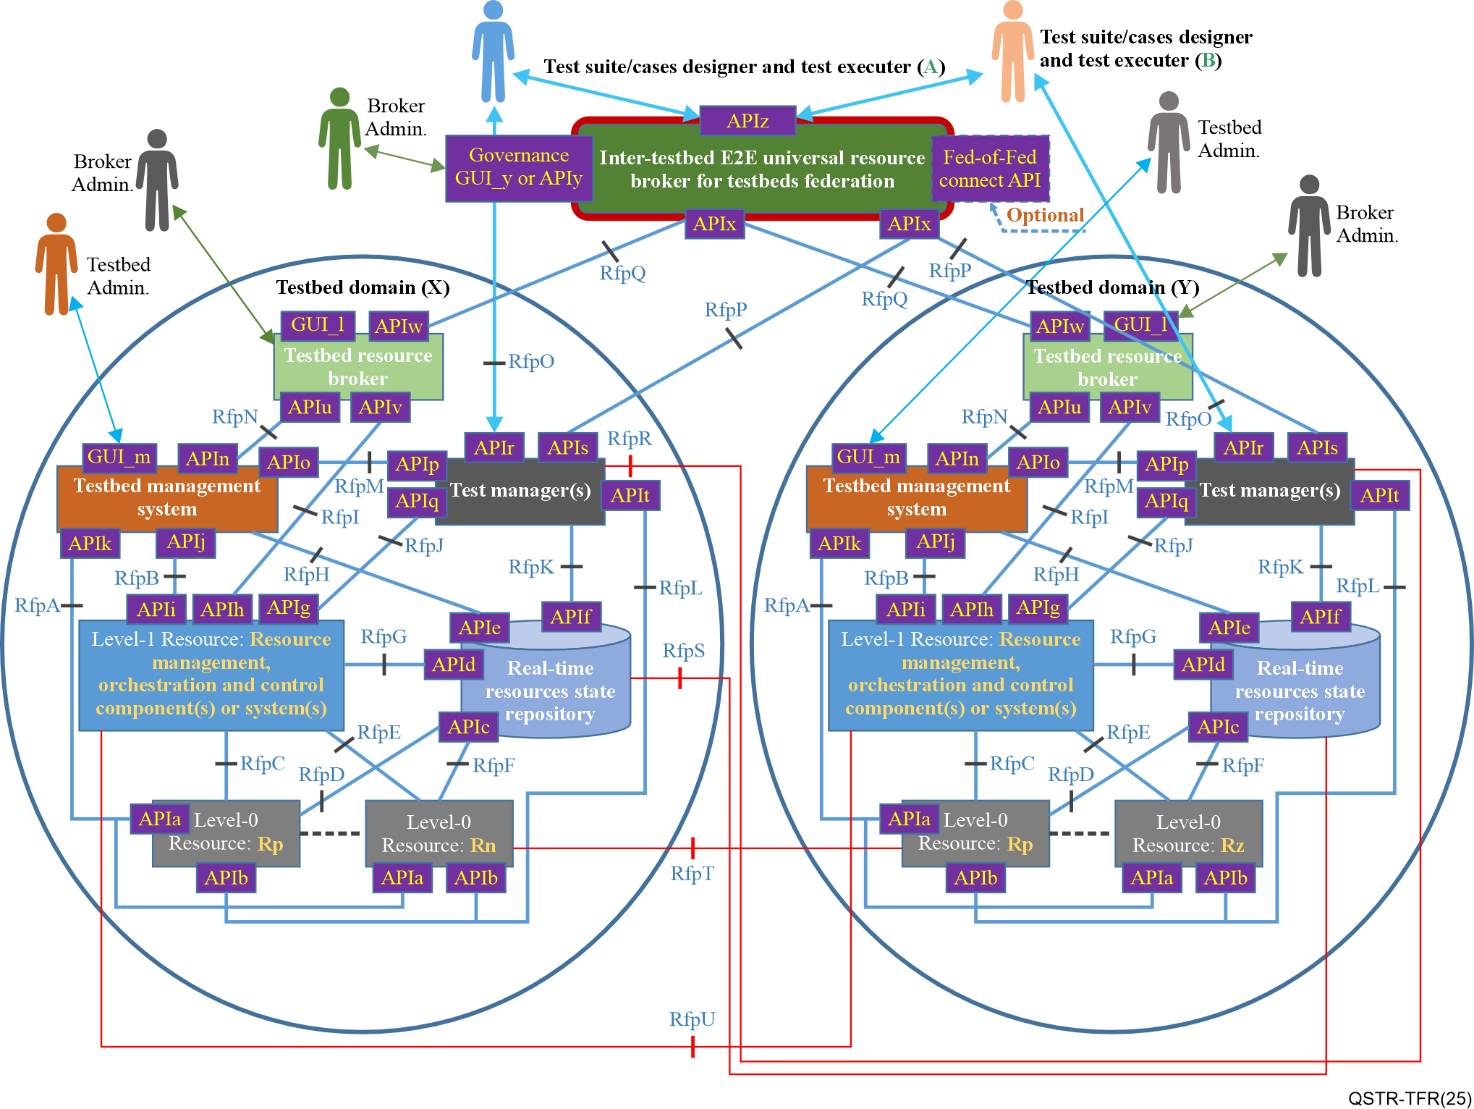 Test suite/cases designer and test executer (A)
Test suite/cases designer
and test executer (B)
Broker
Admin.
Testbed
Admin.
Broker
Admin.
Broker
Admin.
Testbed
Admin.
APIz
Governance
GUI_y or APIy
Inter-testbed E2E universal resource
broker for testbeds federation
Fed-of-Fed
connect API
Optional
APIx
APIx
RfpQ
RfpP
RfpQ
RfpP
Testbed domain (X)
GUI_l
APIw
Testbed resource
broker
APIu
APIv
RfpO
RfpN
GUI_m
APIn
APIo
APIp
APIr
APIs
RfpR
Testbed management
system
RfpM
APIq
Test manager(s)
APIt
APIk
APIj
RfpI
RfpJ
RfpH
RfpK
RfpB
RfpA
RfpL
APIi
APIh
APIg
APIe
APIf
Level-1 Resource: Resource
management,
orchestration and control
component(s) or system(s)
RfpG
APId
Real-time
resources state
repository
RfpS
APIc
RfpE
RfpC
RfpD
RfpF
APIa
Level-0
Resource: Rp
Level-0
Resource: Rn
APIb
APIa
APIb
RfpT
RfpU
Testbed domain (Y)
APIw
GUI_l
Testbed resource
broker
APIu
APIv
RfpO
RfpN
GUI_m
APIn
APIo
APIp
APIr
APIs
Testbed management
system
RfpM
APIq
Test manager(s)
APIt
APIk
APIj
RfpI
RfpJ
RfpH
RfpK
RfpB
RfpA
RfpL
APIi
APIh
APIg
APIe
APIf
Level-1 Resource: Resource
management,
orchestration and control
component(s) or system(s)
RfpG
APId
Real-time
resources state
repository
APIc
RfpE
RfpC
RfpD
RfpF
APIa
Level-0
Resource: Rp
Level-0
Resource: Rz
APIb
APIa
APIb
QSTR-TFR(25)